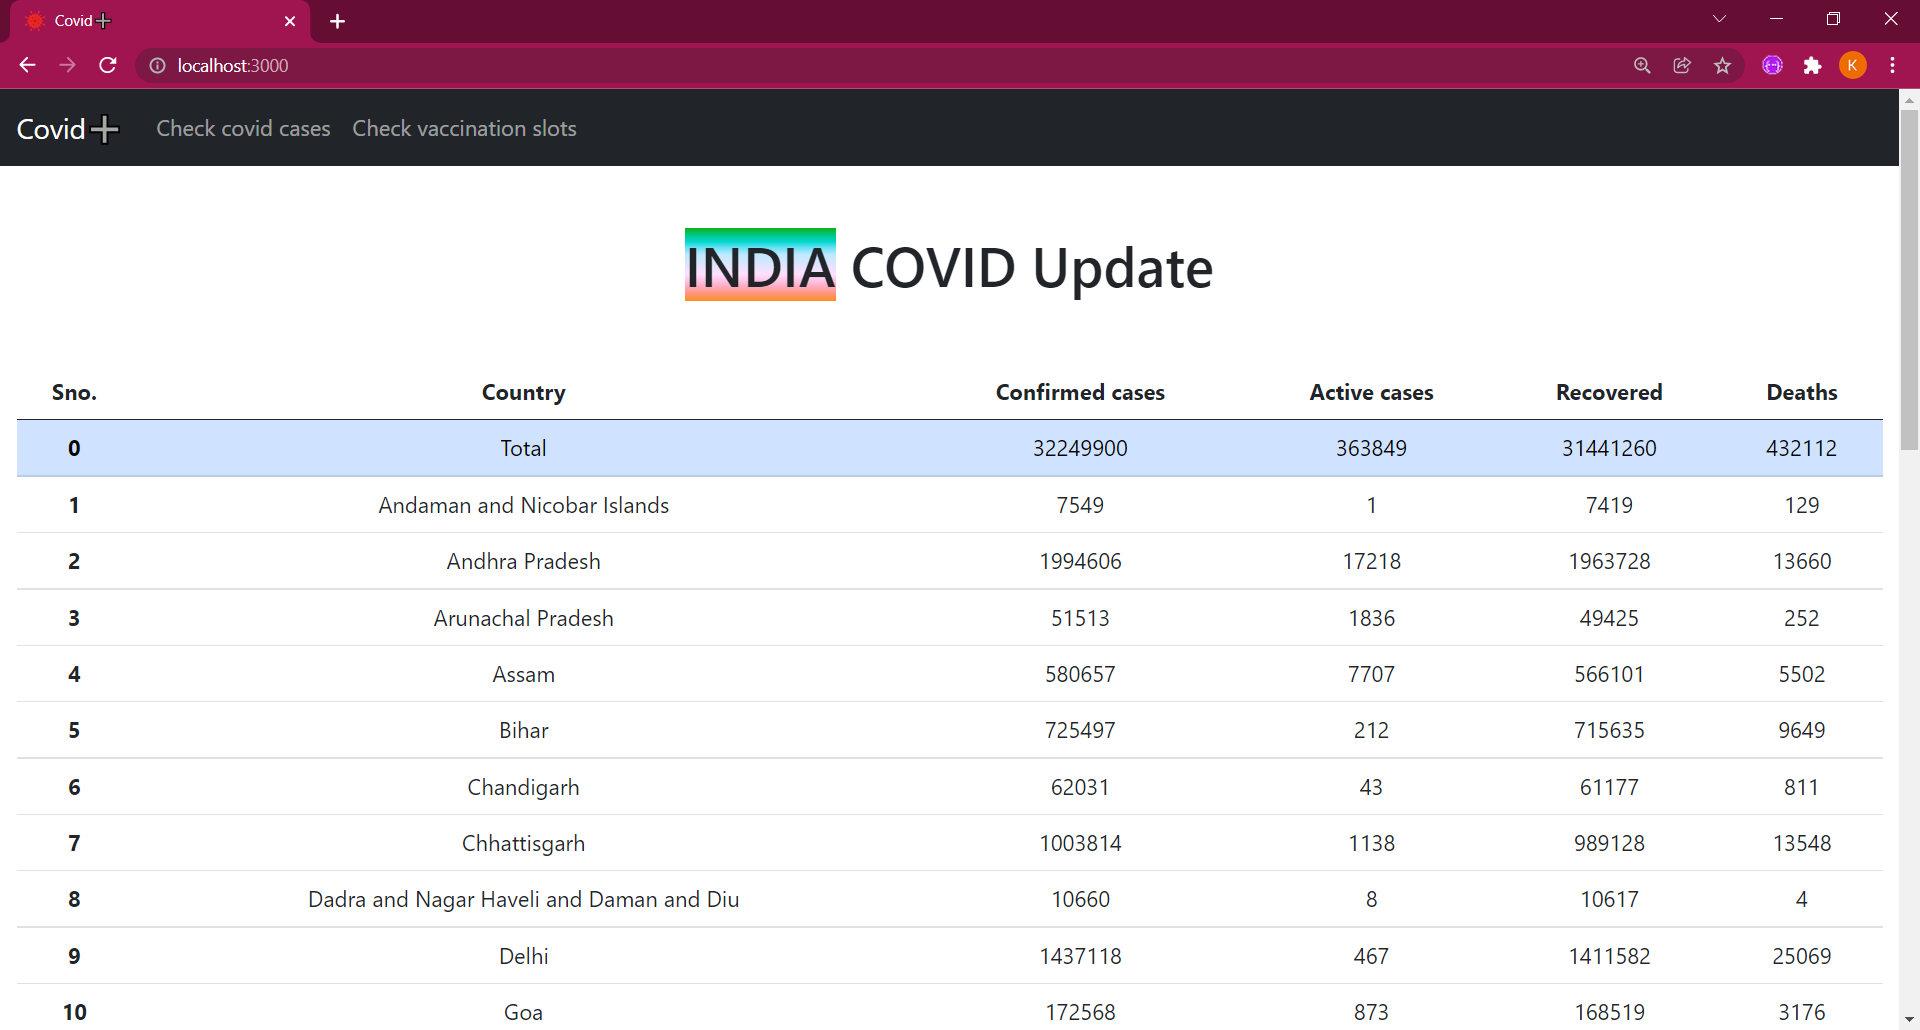 Covid➕
localhost:3000
K
Covid➕ Check covid cases Check vaccination slots
INDIA COVID Update
Sno. Country Confirmed cases Active cases Recovered Deaths
0 Total 32249900 363849 31441260 432112
1 Andaman and Nicobar Islands 7549 1 7419 129
2 Andhra Pradesh 1994606 17218 1963728 13660
3 Arunachal Pradesh 51513 1836 49425 252
4 Assam 580657 7707 566101 5502
5 Bihar 725497 212 715635 9649
6 Chandigarh 62031 43 61177 811
7 Chhattisgarh 1003814 1138 989128 13548
8 Dadra and Nagar Haveli and Daman and Diu 10660 8 10617 4
9 Delhi 1437118 467 1411582 25069
10 Goa 172568 873 168519 3176